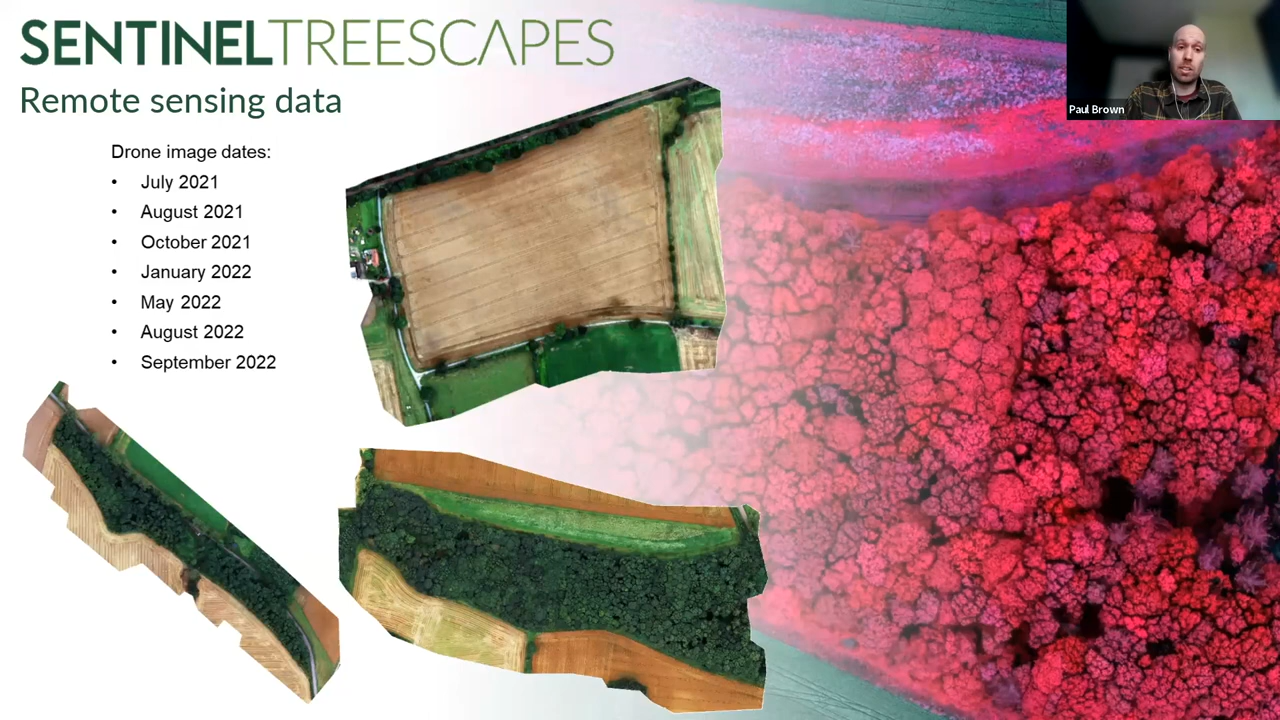 SENTINELTREESCAPES
Remote sensing data
Drone image dates:
• July 2021
• August 2021
• October 2021
• January 2022
• May 2022
• August 2022
• September 2022
Paul Brown